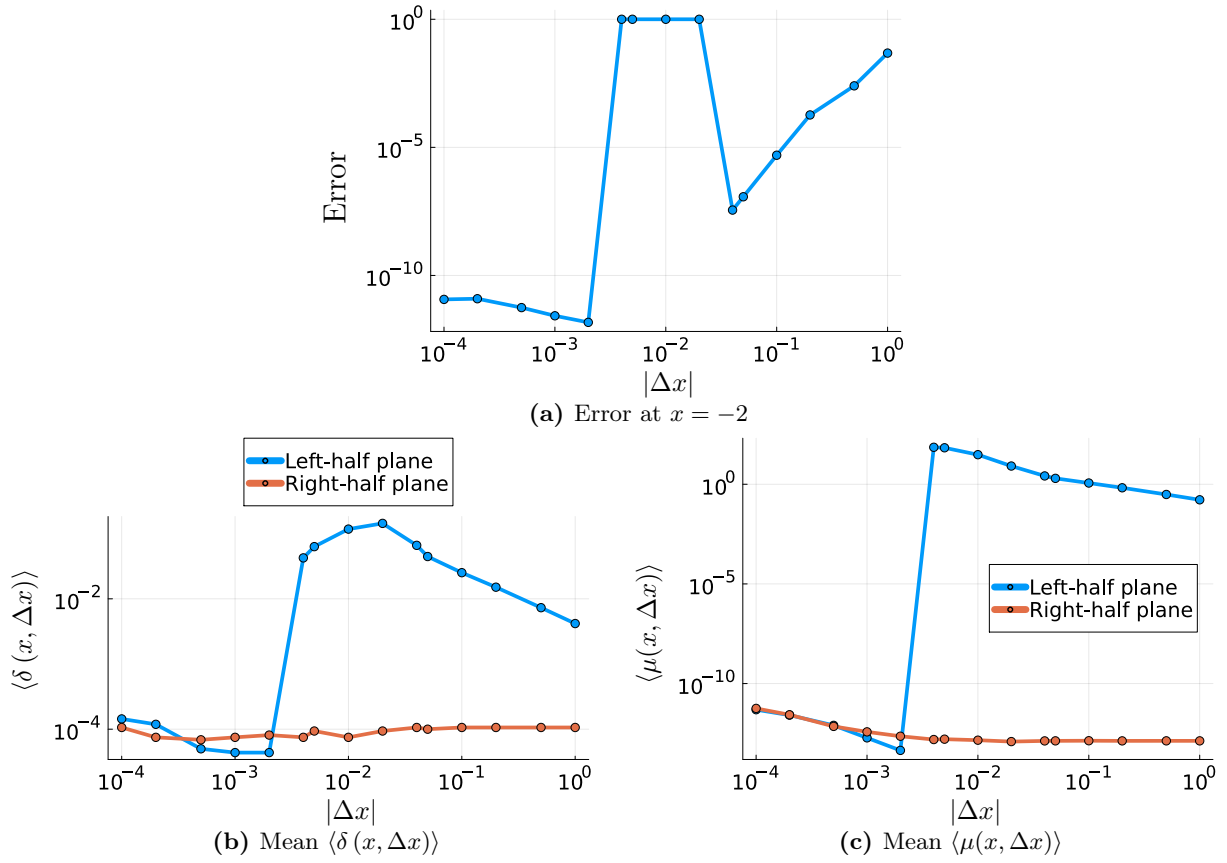 10^0
10^{-5}
10^{-10}
Error
10^{-4} 10^{-3} 10^{-2} 10^{-1} 10^0
|Δx|
(a) Error at x = −2
Left-half plane
Right-half plane
10^{-2}
10^{-4}
⟨δ (x, Δx)⟩
10^{-4} 10^{-3} 10^{-2} 10^{-1} 10^0
|Δx|
(b) Mean ⟨δ (x, Δx)⟩
10^0
10^{-5}
10^{-10}
⟨μ(x, Δx)⟩
Left-half plane
Right-half plane
10^{-4} 10^{-3} 10^{-2} 10^{-1} 10^0
|Δx|
(c) Mean ⟨μ(x, Δx)⟩